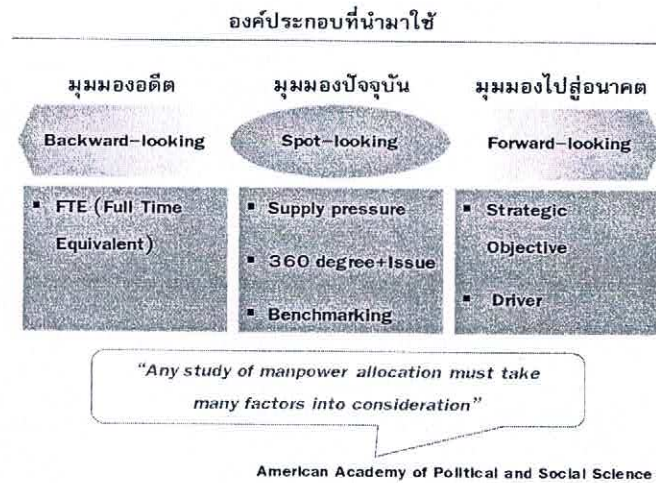 องค์ประกอบที่นำมาใช้
มุมมองอดีต
มุมมองปัจจุบัน
มุมมองไปสู่อนาคต
Backward-looking
Spot-looking
Forward-looking
▪ FTE (Full Time
Equivalent)
▪ Supply pressure
▪ 360 degree+Issue
▪ Benchmarking
▪ Strategic
Objective
▪ Driver
"Any study of manpower allocation must take
many factors into consideration"
American Academy of Political and Social Science